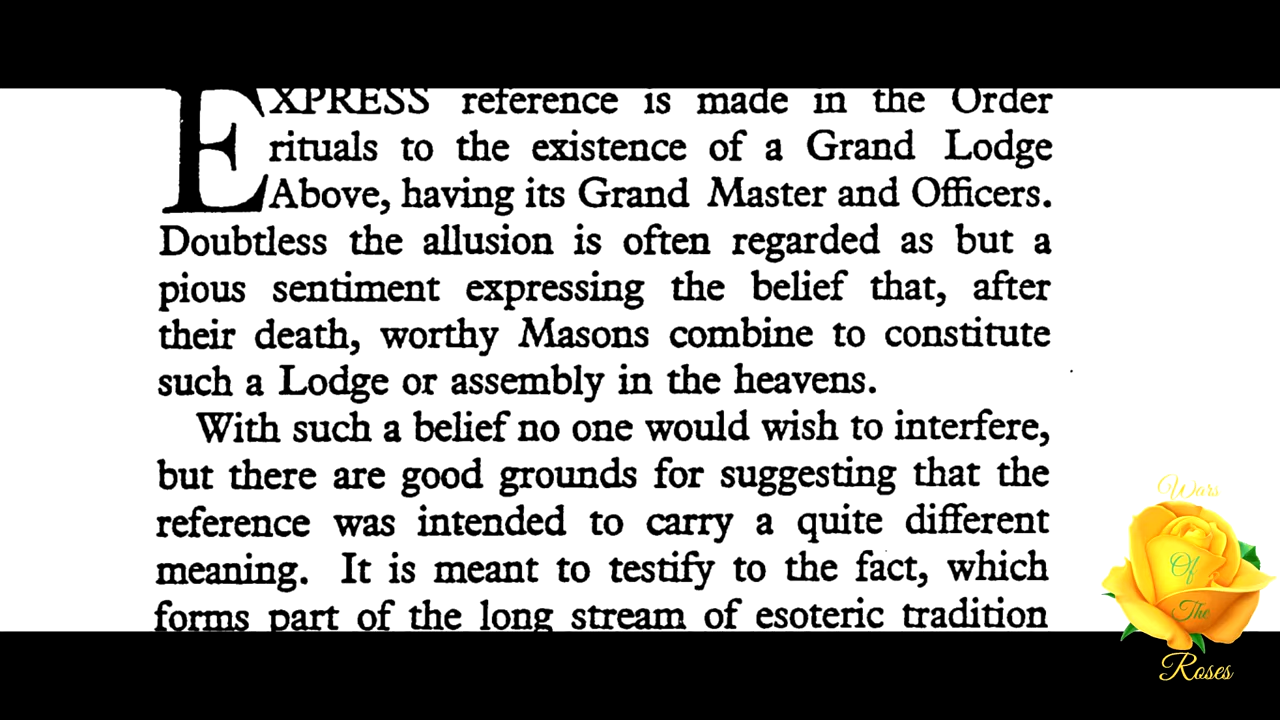 EXPRESS reference is made in the Order
rituals to the existence of a Grand Lodge
Above, having its Grand Master and Officers.
Doubtless the allusion is often regarded as but a
pious sentiment expressing the belief that, after
their death, worthy Masons combine to constitute
such a Lodge or assembly in the heavens.
With such a belief no one would wish to interfere,
but there are good grounds for suggesting that the
reference was intended to carry a quite different
meaning. It is meant to testify to the fact, which
forms part of the long stream of esoteric tradition
Wars
Of
The
Roses